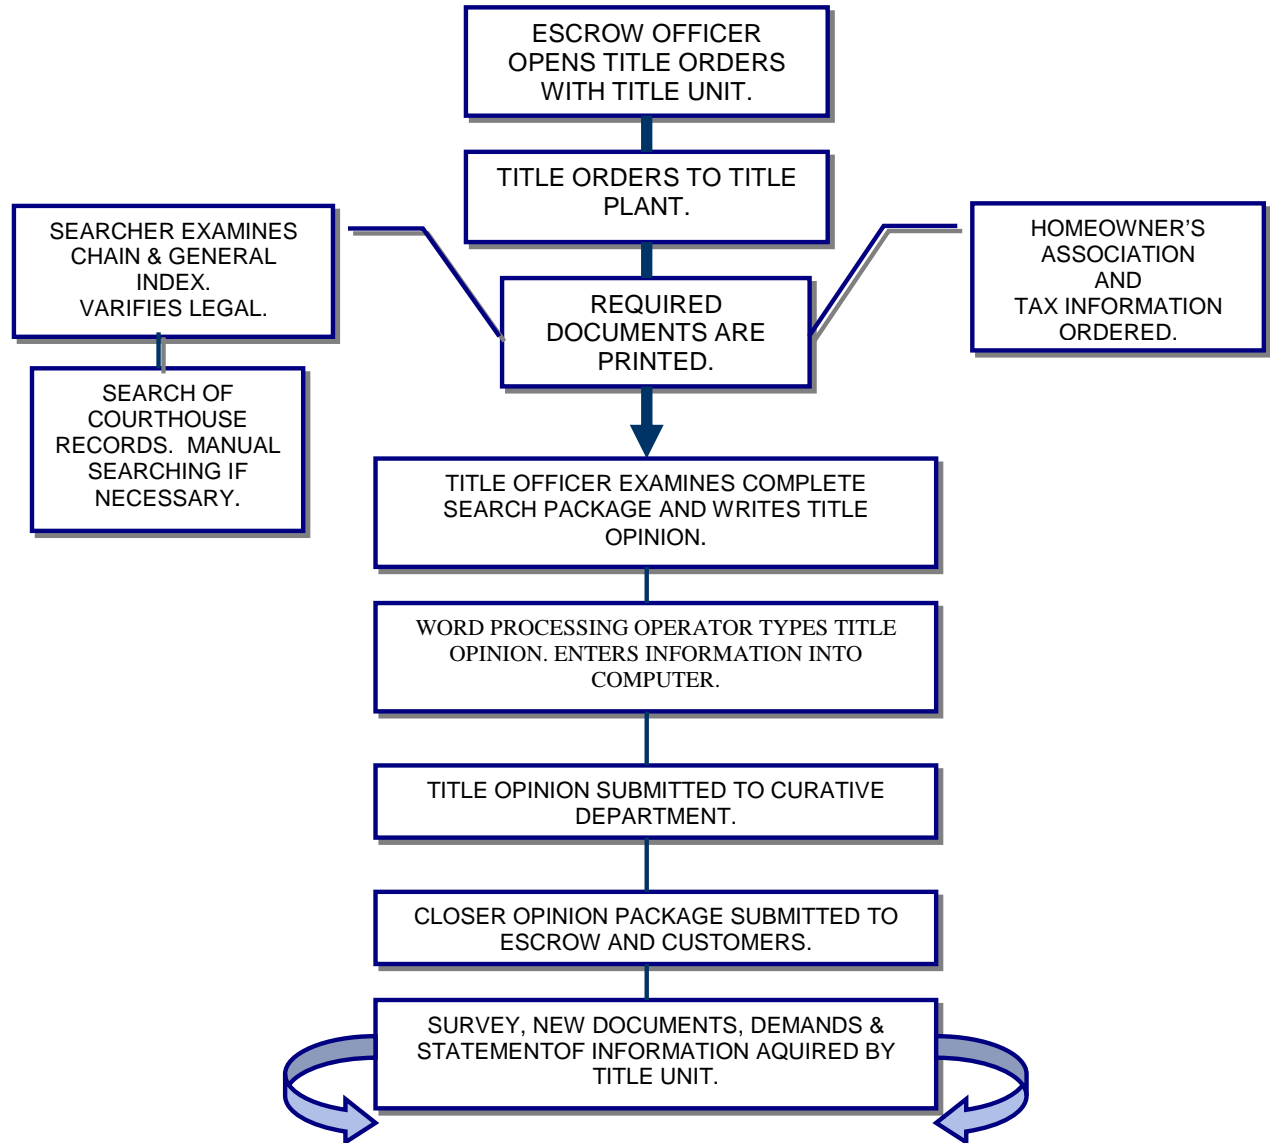 ESCROW OFFICER
OPENS TITLE ORDERS
WITH TITLE UNIT.
TITLE ORDERS TO TITLE
PLANT.
SEARCHER EXAMINES
CHAIN & GENERAL
INDEX.
VARIFIES LEGAL.
HOMEOWNER’S
ASSOCIATION
AND
TAX INFORMATION
ORDERED.
REQUIRED
DOCUMENTS ARE
PRINTED.
SEARCH OF
COURTHOUSE
RECORDS.  MANUAL
SEARCHING IF
NECESSARY.
TITLE OFFICER EXAMINES COMPLETE
SEARCH PACKAGE AND WRITES TITLE
OPINION.
WORD PROCESSING OPERATOR TYPES TITLE
OPINION. ENTERS INFORMATION INTO
COMPUTER.
TITLE OPINION SUBMITTED TO CURATIVE
DEPARTMENT.
CLOSER OPINION PACKAGE SUBMITTED TO
ESCROW AND CUSTOMERS.
SURVEY, NEW DOCUMENTS, DEMANDS &
STATEMENTOF INFORMATION AQUIRED BY
TITLE UNIT.